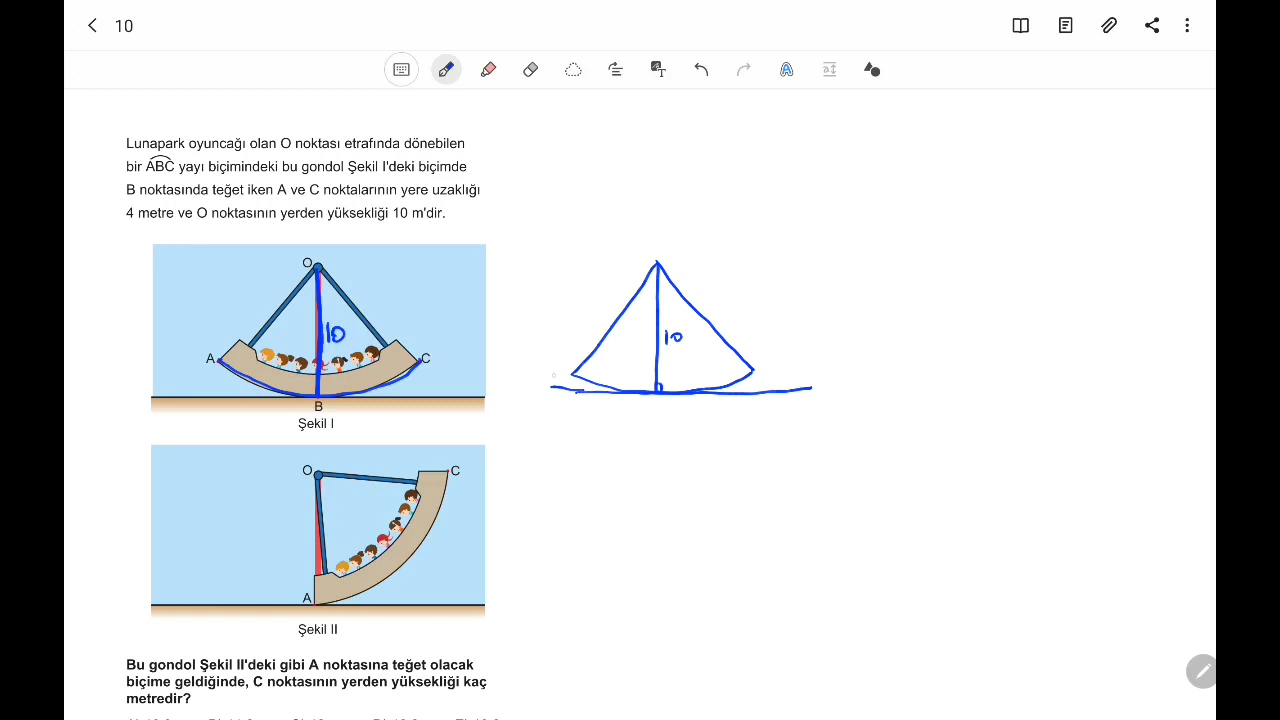 10
Lunapark oyuncağı olan O noktası etrafında dönebilen
bir ABC yayı biçimindeki bu gondol Şekil I'deki biçimde
B noktasında teğet iken A ve C noktalarının yere uzaklığı
4 metre ve O noktasının yerden yüksekliği 10 m'dir.
O
10
A
C
B
Şekil I
10
O
C
A
Şekil II
Bu gondol Şekil II'deki gibi A noktasına teğet olacak
biçime geldiğinde, C noktasının yerden yüksekliği kaç
metredir?